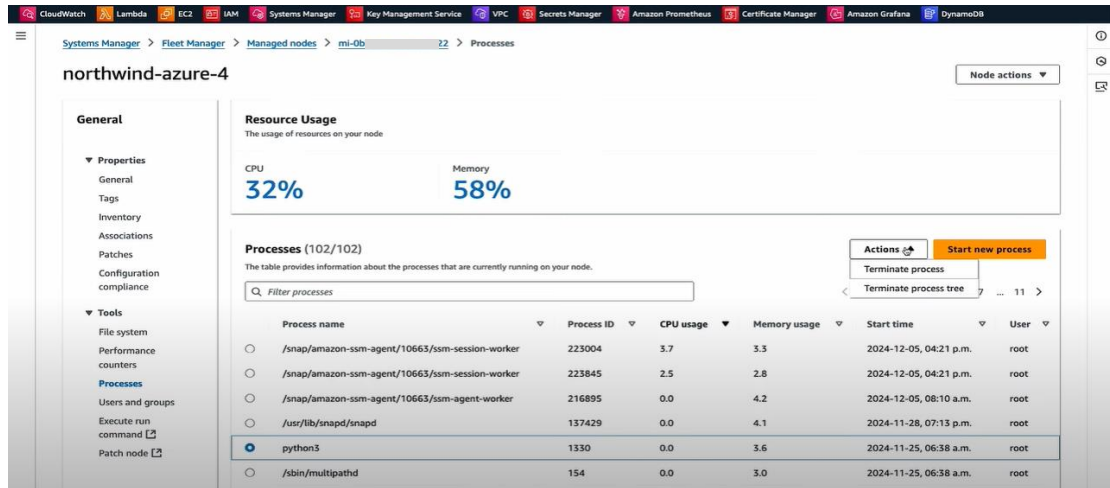 CloudWatch Lambda EC2 IAM Systems Manager Key Management Service VPC Secrets Manager Amazon Prometheus Certificate Manager Amazon Grafana DynamoDB
Systems Manager > Fleet Manager > Managed nodes > mi-0b 22 > Processes
northwind-azure-4
Node actions
General
Properties
General
Tags
Inventory
Associations
Patches
Configuration
compliance
Tools
File system
Performance
counters
Processes
Users and groups
Execute run
command
Patch node
Resource Usage
The usage of resources on your node
CPU Memory
32% 58%
Processes (102/102)
Actions Start new process
The table provides information about the processes that are currently running on your node.
Terminate process
Terminate process tree
Filter processes
7 ... 11 >
Process name Process ID CPU usage Memory usage Start time User
/snap/amazon-ssm-agent/10663/ssm-session-worker 223004 3.7 3.3 2024-12-05, 04:21 p.m. root
/snap/amazon-ssm-agent/10663/ssm-session-worker 223845 2.5 2.8 2024-12-05, 04:21 p.m. root
/snap/amazon-ssm-agent/10663/ssm-agent-worker 216895 0.0 4.2 2024-12-05, 08:10 a.m. root
/usr/lib/snapd/snapd 137429 0.0 4.1 2024-11-28, 07:13 p.m. root
python3 1330 0.0 3.6 2024-11-25, 06:38 a.m. root
/sbin/multipathd 154 0.0 3.0 2024-11-25, 06:38 a.m. root